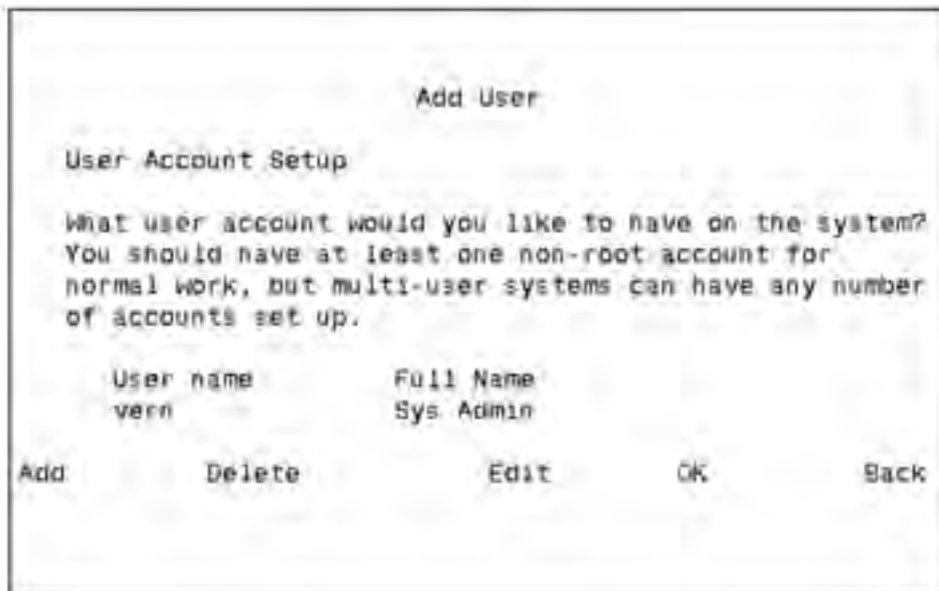 Add User
User Account Setup
What user account would you like to have on the system?
You should have at least one non-root account for
normal work, but multi-user systems can have any number
of accounts set up.
User name Full Name
vern Sys Admin
Add Delete Edit OK Back